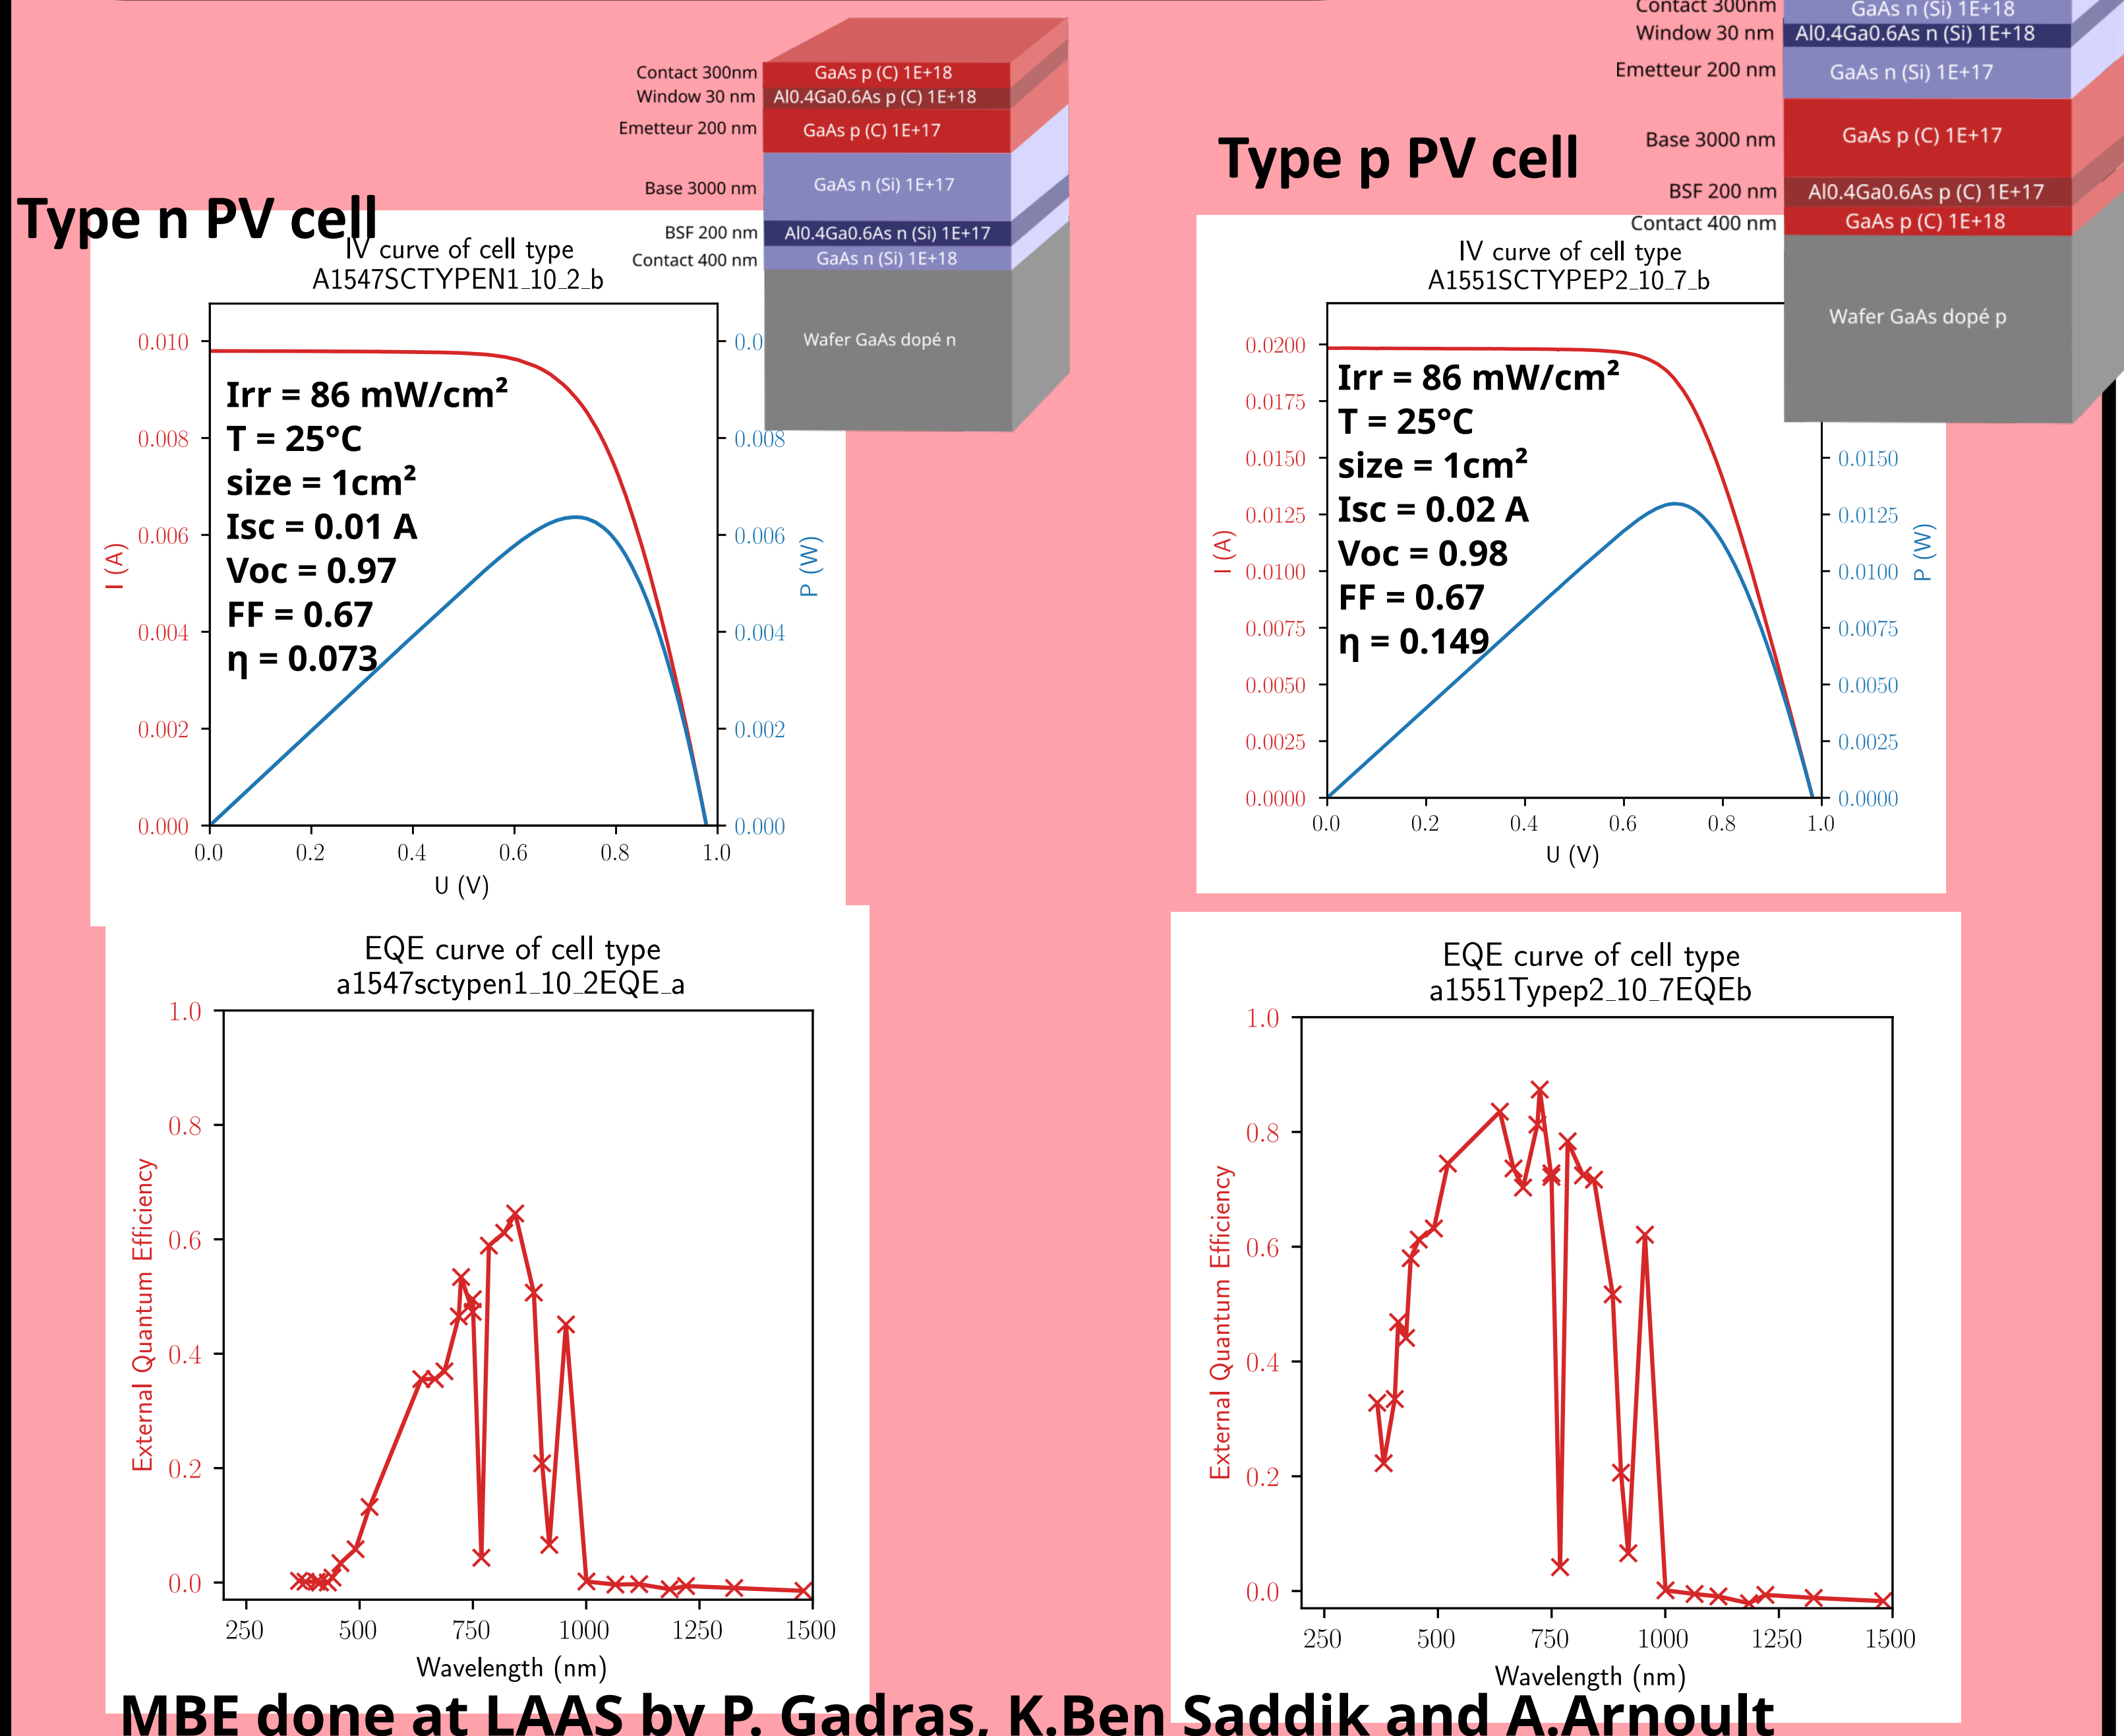 Contact 300nm
GaAs p (C) 1E+18
Window 30 nm
Al0.4Ga0.6As p (C) 1E+18
Emetteur 200 nm
GaAs p (C) 1E+17
Base 3000 nm
GaAs n (Si) 1E+17
BSF 200 nm
Al0.4Ga0.6As n (Si) 1E+17
Contact 400 nm
GaAs n (Si) 1E+18
Wafer GaAs dopé n
Type n PV cell
IV curve of cell type
A1547SCTYPEN1_10_2_b
Irr = 86 mW/cm²
T = 25°C
size = 1cm²
Isc = 0.01 A
Voc = 0.97
FF = 0.67
η = 0.073
I (A)
0.010
0.008
0.006
0.004
0.002
0.000
P (W)
0.0
0.008
0.006
0.004
0.002
0.000
0.0 0.2 0.4 0.6 0.8 1.0
U (V)
Contact 300nm
GaAs n (Si) 1E+18
Window 30 nm
Al0.4Ga0.6As n (Si) 1E+18
Emetteur 200 nm
GaAs n (Si) 1E+17
Base 3000 nm
GaAs p (C) 1E+17
BSF 200 nm
Al0.4Ga0.6As p (C) 1E+17
Contact 400 nm
GaAs p (C) 1E+18
Wafer GaAs dopé p
Type p PV cell
IV curve of cell type
A1551SCTYPEP2_10_7_b
Irr = 86 mW/cm²
T = 25°C
size = 1cm²
Isc = 0.02 A
Voc = 0.98
FF = 0.67
η = 0.149
I (A)
0.0200
0.0175
0.0150
0.0125
0.0100
0.0075
0.0050
0.0025
0.0000
P (W)
0.0150
0.0125
0.0100
0.0075
0.0050
0.0025
0.0000
0.0 0.2 0.4 0.6 0.8 1.0
U (V)
EQE curve of cell type
a1547sctypen1_10_2EQE_a
External Quantum Efficiency
1.0
0.8
0.6
0.4
0.2
0.0
250 500 750 1000 1250 1500
Wavelength (nm)
EQE curve of cell type
a1551Typep2_10_7EQEb
External Quantum Efficiency
1.0
0.8
0.6
0.4
0.2
0.0
250 500 750 1000 1250 1500
Wavelength (nm)
MBE done at LAAS by P. Gadras, K.Ben Saddik and A.Arnoult